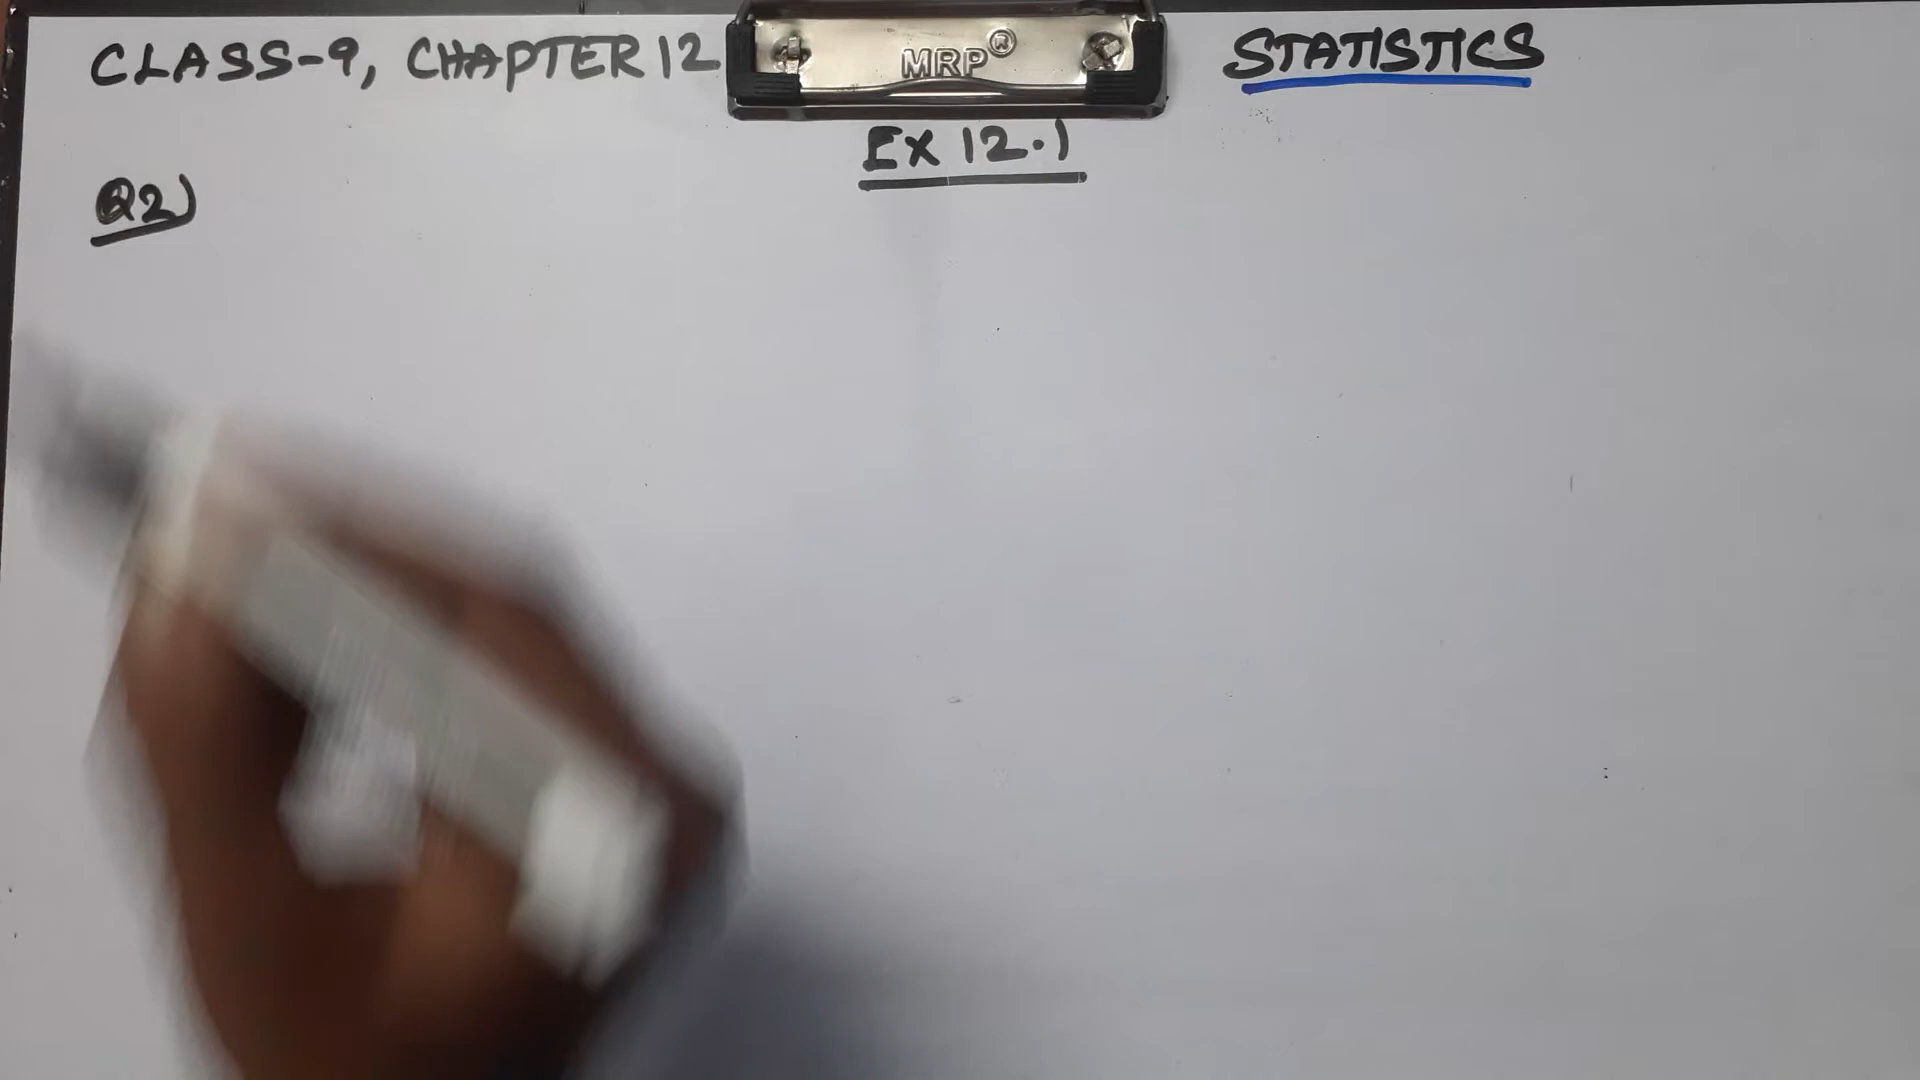 CLASS-9, CHAPTER 12 STATISTICS
MRP®
EX 12.1
Q2)